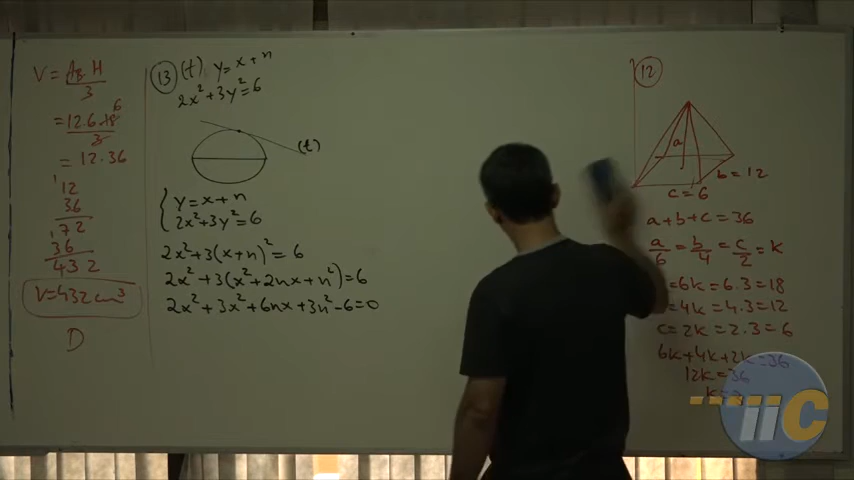 V = AB H / 3
= 12.6.18 6 / 3
= 12.36
12
36
72
36
432
V=432 cm³
D
13 (t) y=x+n
2x²+3y²=6
(t)
y=x+n
2x²+3y²=6
2x²+3(x+n)²=6
2x²+3(x²+2nx+n²)=6
2x²+3x²+6nx+3n²-6=0
12
a
b=12
c=6
a+b+c=36
a/6 = b/4 = c/2 = k
=6k=6.3=18
=4k=4.3=12
c=2k=2.3=6
6k+4k+2k=36
12k=36
iiC